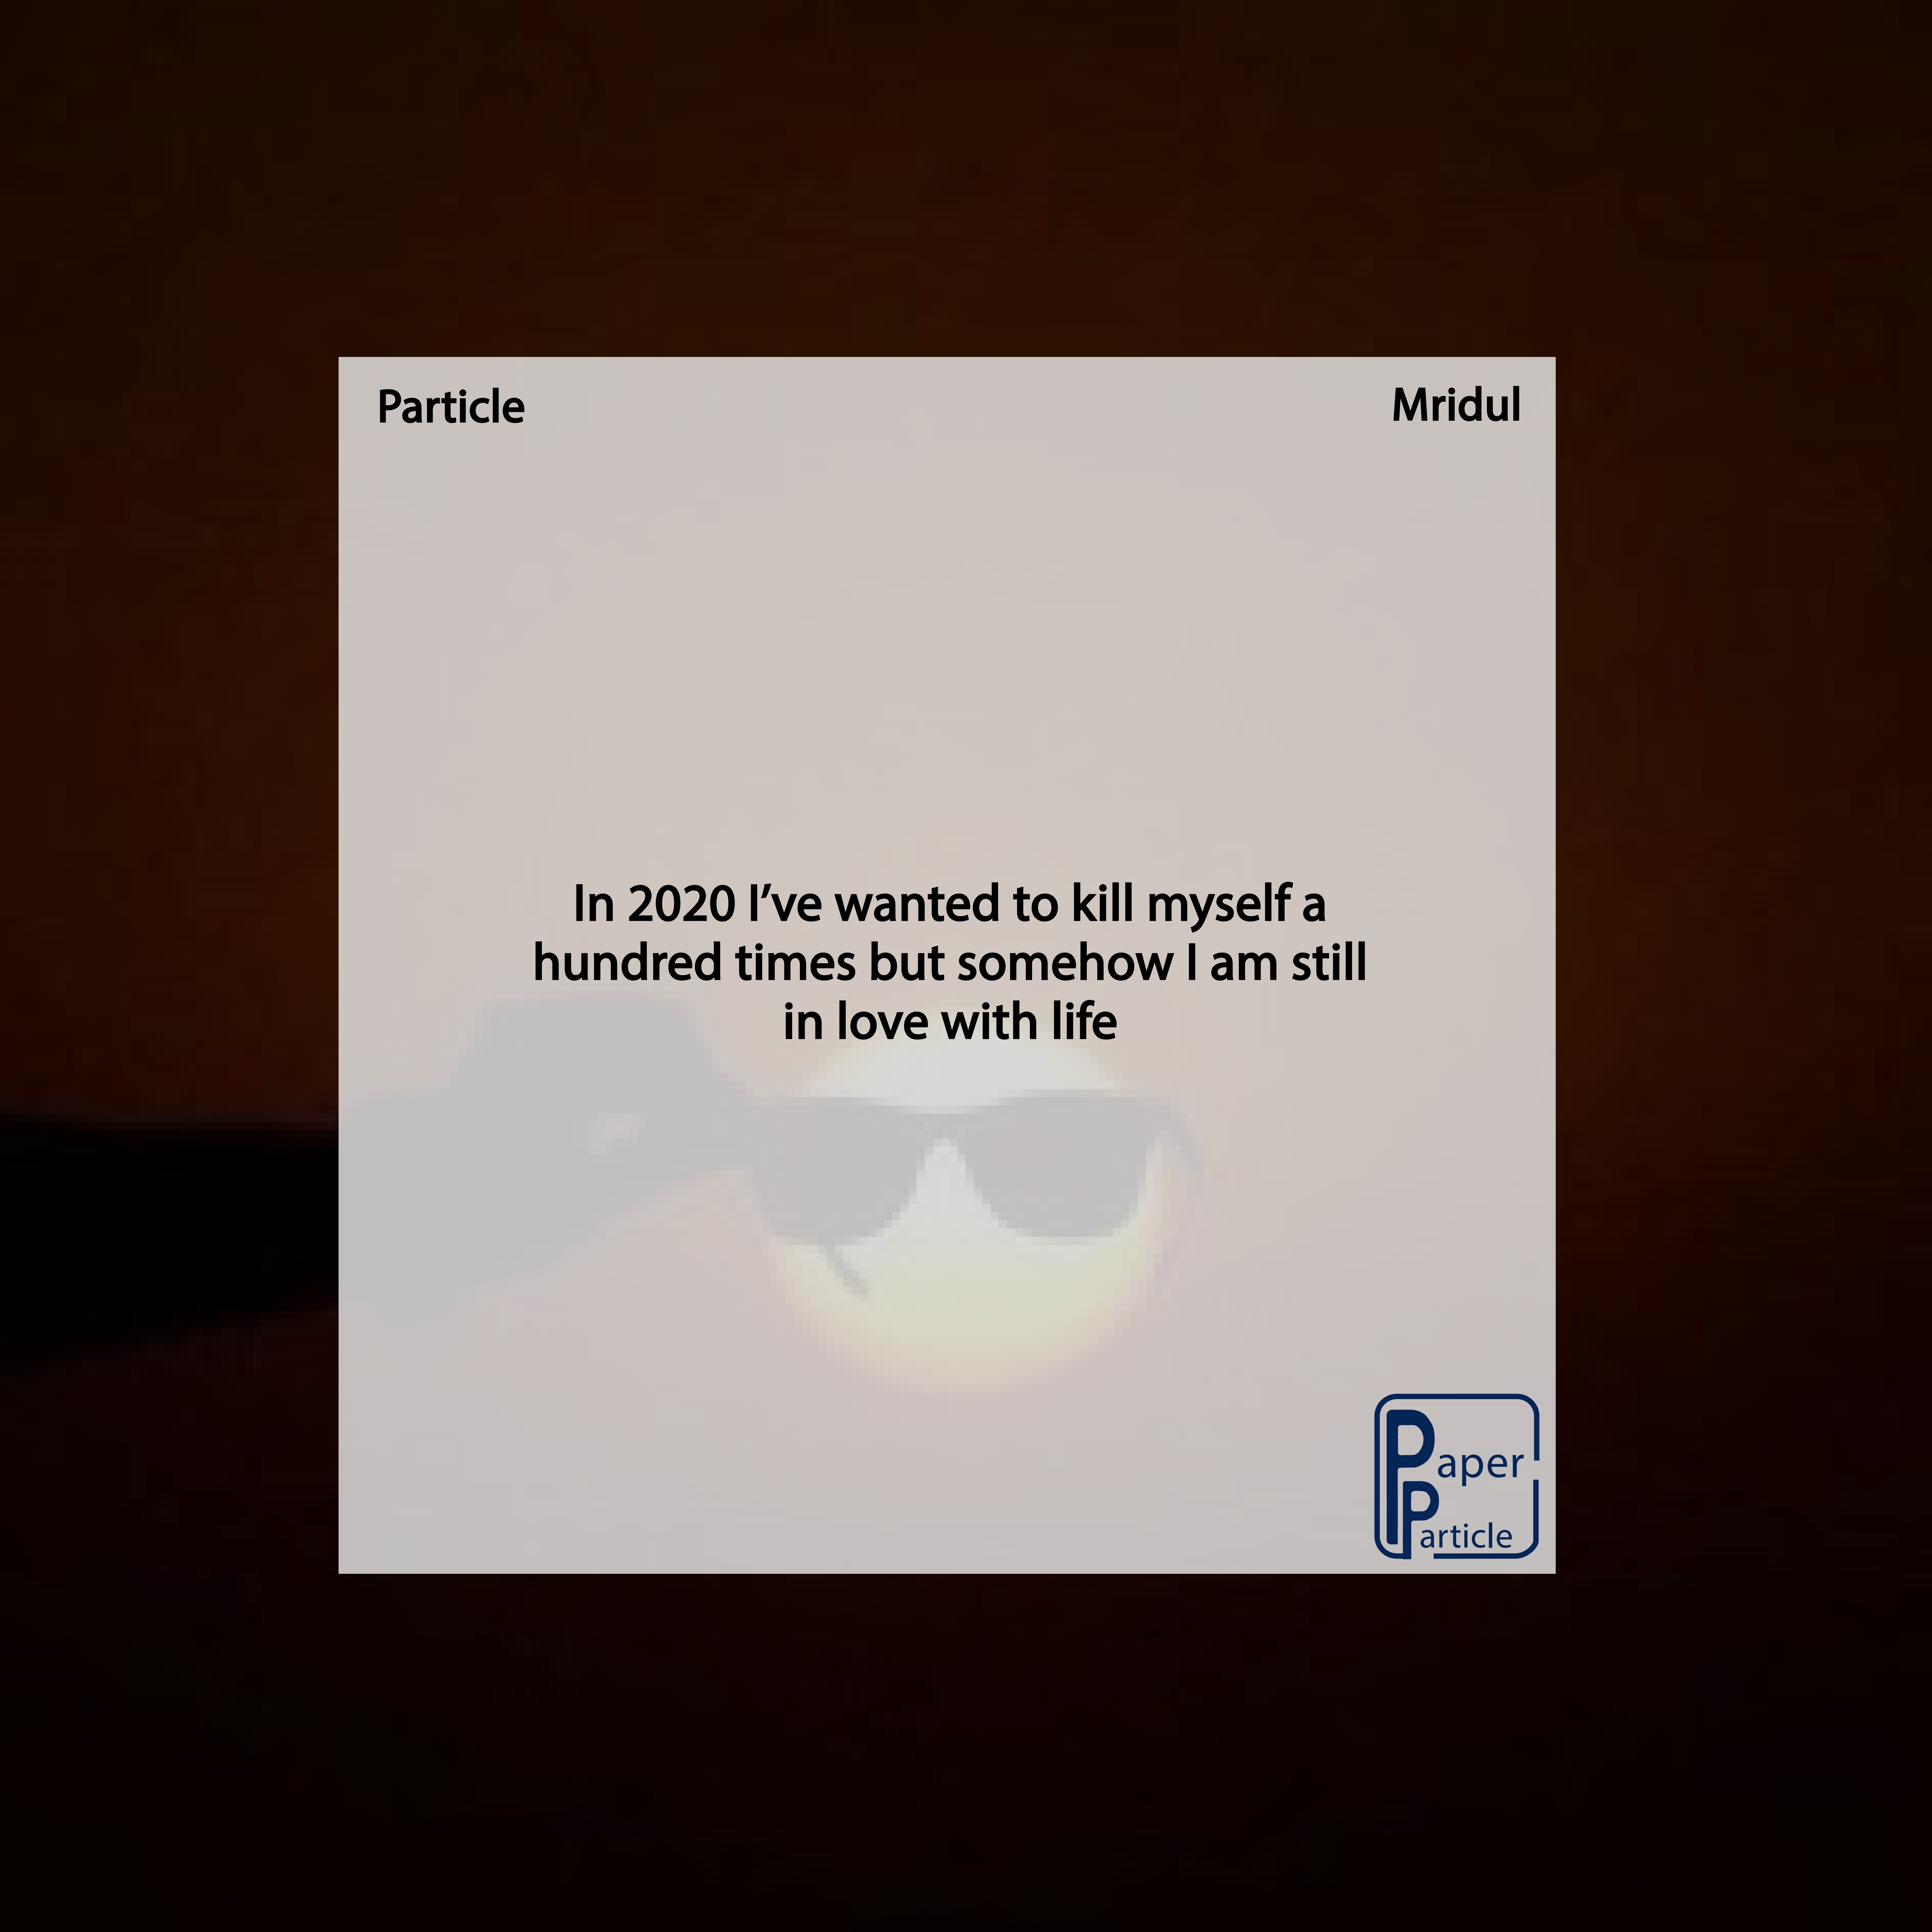 Particle
Mridul
In 2020 I’ve wanted to kill myself a
hundred times but somehow I am still
in love with life
Paper
Particle